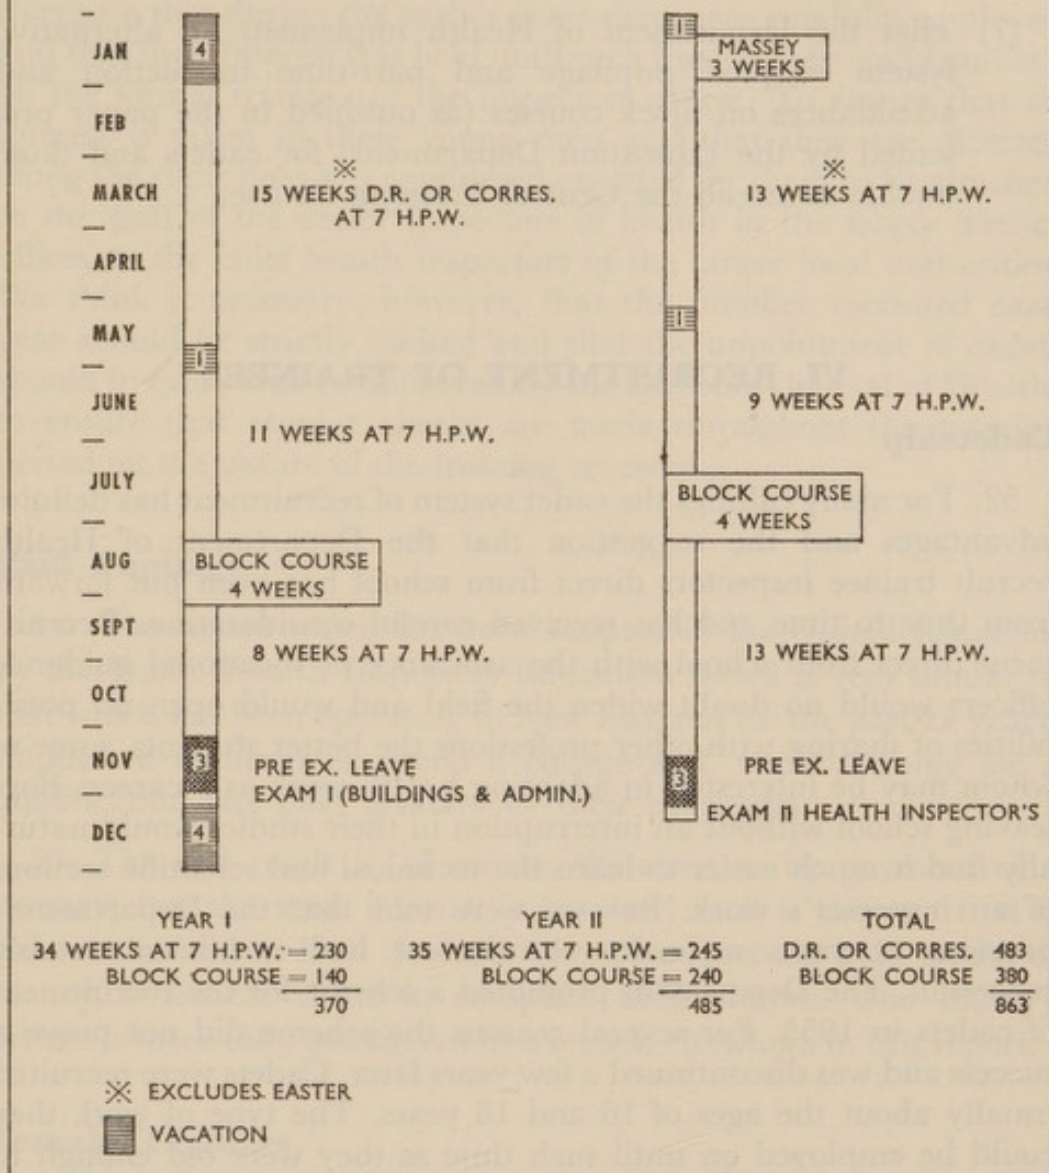 JAN
FEB
MARCH
APRIL
MAY
JUNE
JULY
AUG
SEPT
OCT
NOV
DEC
4
※
15 WEEKS D.R. OR CORRES.
AT 7 H.P.W.
1
11 WEEKS AT 7 H.P.W.
BLOCK COURSE
4 WEEKS
8 WEEKS AT 7 H.P.W.
3
PRE EX. LEAVE
EXAM I (BUILDINGS & ADMIN.)
4
1
MASSEY
3 WEEKS
※
13 WEEKS AT 7 H.P.W.
1
9 WEEKS AT 7 H.P.W.
BLOCK COURSE
4 WEEKS
13 WEEKS AT 7 H.P.W.
3
PRE EX. LEAVE
EXAM II HEALTH INSPECTOR'S
YEAR I
34 WEEKS AT 7 H.P.W. = 230
BLOCK COURSE = 140
370
YEAR II
35 WEEKS AT 7 H.P.W. = 245
BLOCK COURSE = 240
485
TOTAL
D.R. OR CORRES. 483
BLOCK COURSE 380
863
※ EXCLUDES EASTER
VACATION